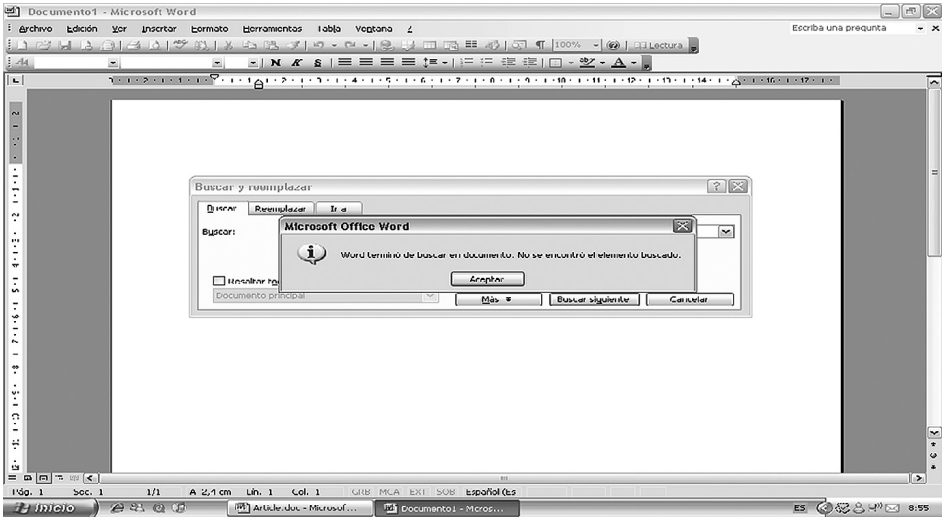 Documento1 - Microsoft Word
Archivo Edición Ver Insertar Formato Herramientas Tabla Ventana ?
Escriba una pregunta
100% Lectura
N K S
Buscar y reemplazar
Buscar Reemplazar Ir a
Buscar:
Microsoft Office Word
Word terminó de buscar en documento. No se encontró el elemento buscado.
Aceptar
Resaltar
Documento principal
Más Buscar siguiente Cancelar
Pág. 1 Sec. 1 1/1 A 2,4 cm Lín. 1 Col. 1 GRB MCA EXT SOB Español (Es
Inicio Article.doc - Microsof... Documento1 - Micros... ES 8:55